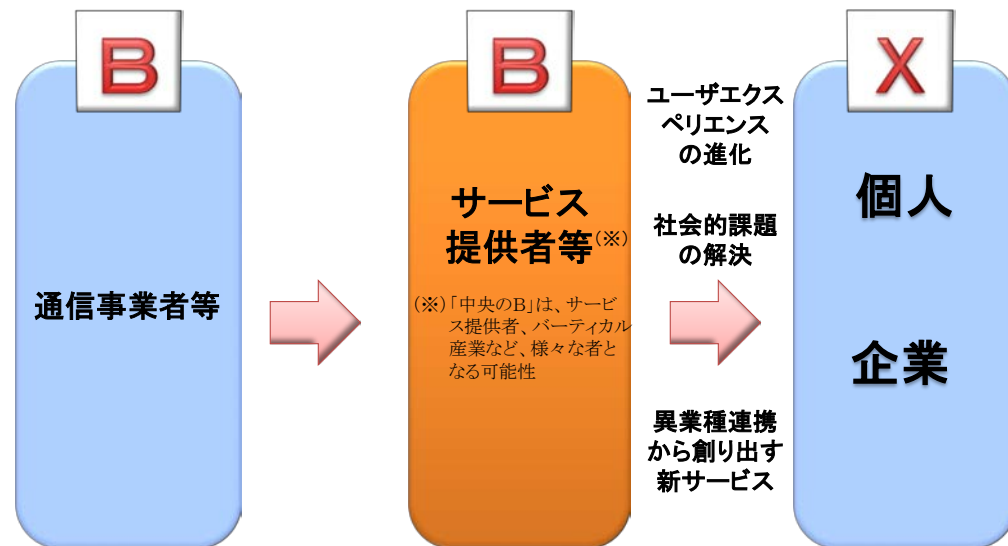 B
通信事業者等
B
サービス
提供者等(※)
(※)「中央のB」は、サービ
ス提供者、バーティカル
産業など、様々な者と
なる可能性
ユーザエクス
ペリエンス
の進化
社会的課題
の解決
異業種連携
から創り出す
新サービス
X
個人
企業